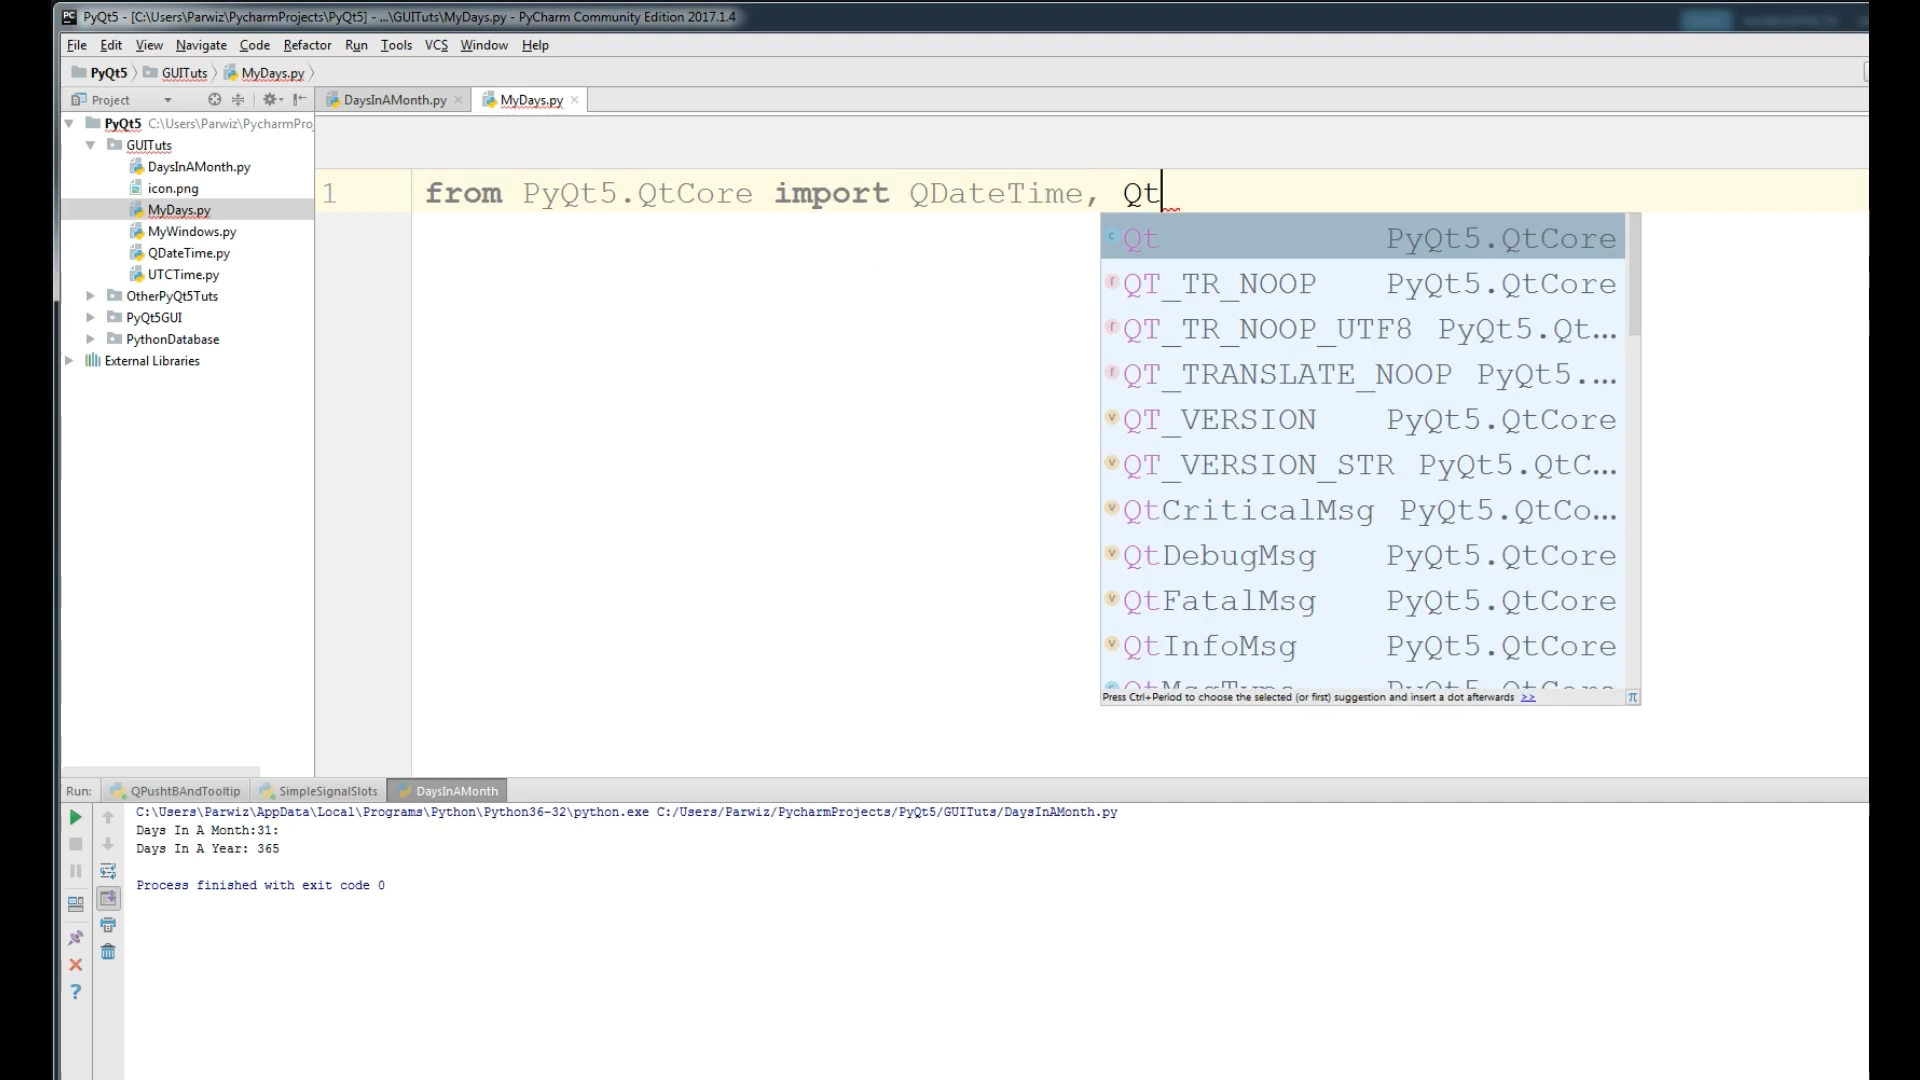 PyQt5 - [C:\Users\Parwiz\PycharmProjects\PyQt5] - ...\GUITuts\MyDays.py - PyCharm Community Edition 2017.1.4
File Edit View Navigate Code Refactor Run Tools VCS Window Help
PyQt5 GUITuts MyDays.py
Project DaysInAMonth.py MyDays.py
PyQt5 C:\Users\Parwiz\PycharmPro
GUITuts
DaysInAMonth.py
icon.png
MyDays.py
MyWindows.py
QDateTime.py
UTCTime.py
OtherPyQt5Tuts
PyQt5GUI
PythonDatabase
External Libraries
1 from PyQt5.QtCore import QDateTime, Qt
Qt PyQt5.QtCore
QT_TR_NOOP PyQt5.QtCore
QT_TR_NOOP_UTF8 PyQt5.Qt...
QT_TRANSLATE_NOOP PyQt5....
QT_VERSION PyQt5.QtCore
QT_VERSION_STR PyQt5.QtC...
QtCriticalMsg PyQt5.QtCo...
QtDebugMsg PyQt5.QtCore
QtFatalMsg PyQt5.QtCore
QtInfoMsg PyQt5.QtCore
QtMsgType PyQt5.QtCore
Press Ctrl+Period to choose the selected (or first) suggestion and insert a dot afterwards >> π
Run: QPushtBAndTooltip SimpleSignalSlots DaysInAMonth
C:\Users\Parwiz\AppData\Local\Programs\Python\Python36-32\python.exe C:/Users/Parwiz/PycharmProjects/PyQt5/GUITuts/DaysInAMonth.py
Days In A Month:31:
Days In A Year: 365
Process finished with exit code 0